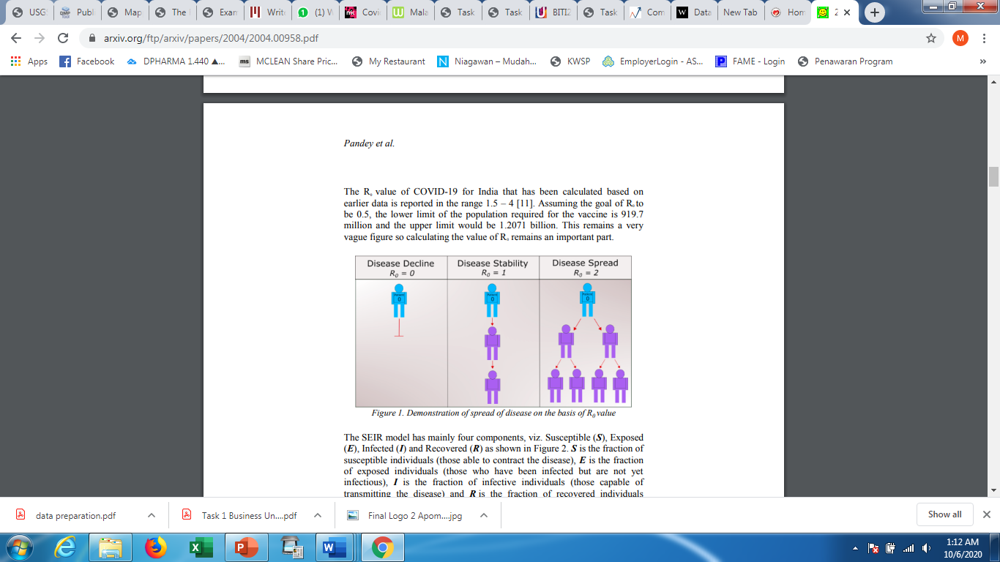 USG
Publ
Map
The
Exam
Write
(1) W
Covi
Mala
Task
Task
BITI2
Task
Com
Data
New Tab
Hom
2
arxiv.org/ftp/arxiv/papers/2004/2004.00958.pdf
M
Apps
Facebook
DPHARMA 1.440 ▲...
ms MCLEAN Share Pric...
My Restaurant
N Niagawan – Mudah...
KWSP
EmployerLogin - AS...
P FAME - Login
Penawaran Program
»
Pandey et al.
The R₀ value of COVID-19 for India that has been calculated based on
earlier data is reported in the range 1.5 – 4 [11]. Assuming the goal of R₀ to
be 0.5, the lower limit of the population required for the vaccine is 919.7
million and the upper limit would be 1.2071 billion. This remains a very
vague figure so calculating the value of R₀ remains an important part.
Disease Decline
R₀ = 0
Disease Stability
R₀ = 1
Disease Spread
R₀ = 2
0
0
0
Figure 1. Demonstration of spread of disease on the basis of R₀ value
The SEIR model has mainly four components, viz. Susceptible (S), Exposed
(E), Infected (I) and Recovered (R) as shown in Figure 2. S is the fraction of
susceptible individuals (those able to contract the disease), E is the fraction
of exposed individuals (those who have been infected but are not yet
infectious), I is the fraction of infective individuals (those capable of
transmitting the disease) and R is the fraction of recovered individuals
data preparation.pdf
Task 1 Business Un....pdf
Final Logo 2 Apom....jpg
Show all
1:12 AM
10/6/2020